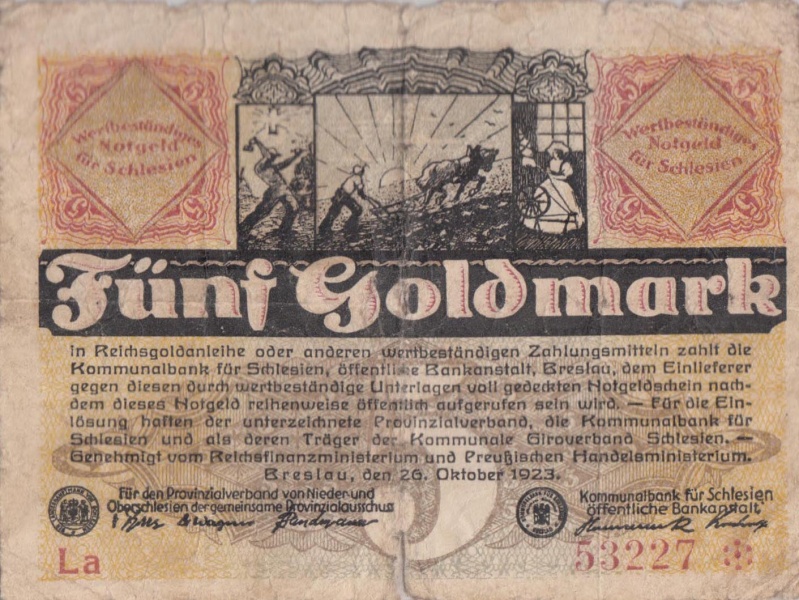 Wertbeständiges
Notgeld
für Schlesien
Wertbeständiges
Notgeld
für Schlesien
Fünf Goldmark
in Reichsgoldanleihe oder anderen wertbeständigen Zahlungsmitteln zahlt die
Kommunalbank für Schlesien, öffentliche Bankanstalt, Breslau, dem Einlieferer
gegen diesen durch wertbeständige Unterlagen voll gedeckten Notgeldschein nach-
dem dieses Notgeld reihenweise öffentlich aufgerufen sein wird. — Für die Ein-
lösung haften der unterzeichnete Provinzialverband, die Kommunalbank für
Schlesien und als deren Träger der Kommunale Giroverband Schlesien. —
Genehmigt vom Reichsfinanzministerium und Preußischen Handelsministerium.
Breslau, den 26. Oktober 1923.
Für den Provinzialverband von Nieder- und
Oberschlesien der gemeinsame Provinzialausschuss
Kommunalbank für Schlesien
öffentliche Bankanstalt
La
53227